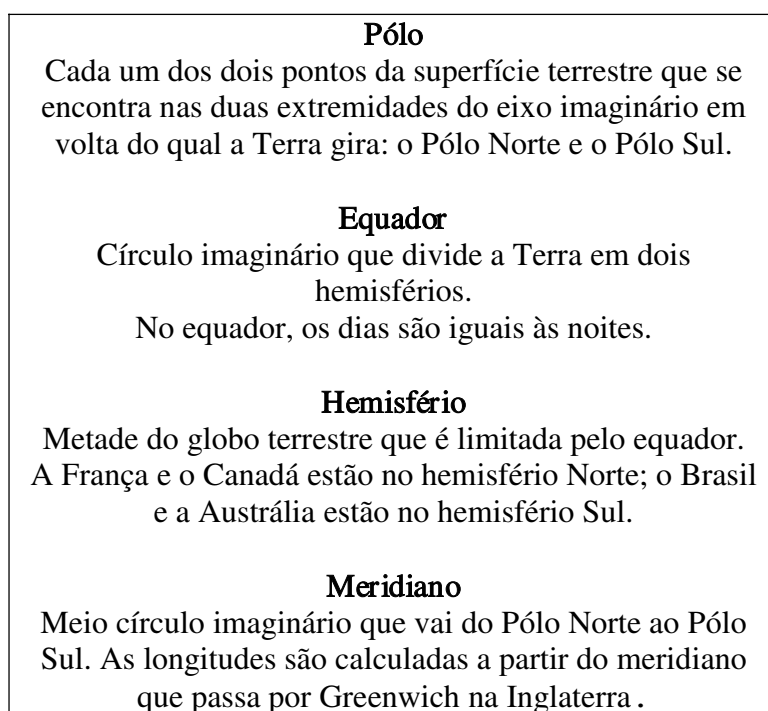 Pólo
Cada um dos dois pontos da superfície terrestre que se
encontra nas duas extremidades do eixo imaginário em
volta do qual a Terra gira: o Pólo Norte e o Pólo Sul.
Equador
Círculo imaginário que divide a Terra em dois
hemisférios.
No equador, os dias são iguais às noites.
Hemisfério
Metade do globo terrestre que é limitada pelo equador.
A França e o Canadá estão no hemisfério Norte; o Brasil
e a Austrália estão no hemisfério Sul.
Meridiano
Meio círculo imaginário que vai do Pólo Norte ao Pólo
Sul. As longitudes são calculadas a partir do meridiano
que passa por Greenwich na Inglaterra.